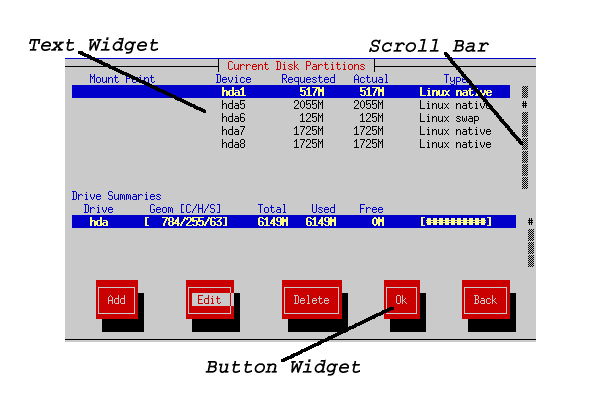 Text Widget
Scroll Bar
Current Disk Partitions
Mount Point Device Requested Actual Type
hda1 517M 517M Linux native
hda5 2055M 2055M Linux native #
hda6 125M 125M Linux swap
hda7 1725M 1725M Linux native
hda8 1725M 1725M Linux native
Drive Summaries
Drive Geom [C/H/S] Total Used Free
hda [ 784/255/63] 6149M 6149M 0M [##########] #
Add Edit Delete Ok Back
Button Widget